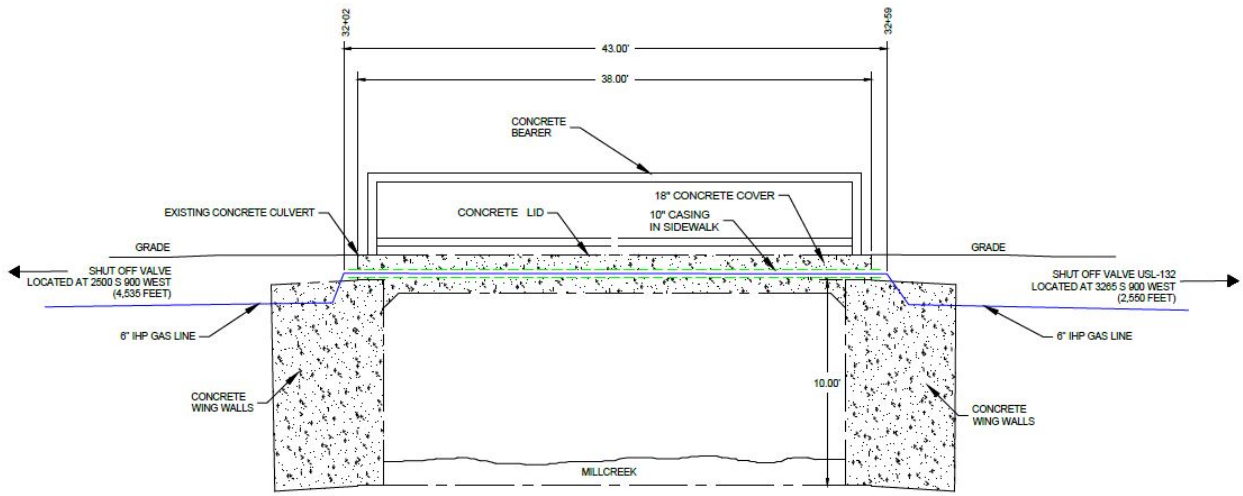 32+02
32+59
43.00'
38.00'
CONCRETE
BEARER
18" CONCRETE COVER
EXISTING CONCRETE CULVERT
CONCRETE LID
10" CASING
IN SIDEWALK
GRADE
GRADE
SHUT OFF VALVE
LOCATED AT 2500 S 900 WEST
(4,535 FEET)
SHUT OFF VALVE USL-132
LOCATED AT 3265 S 900 WEST
(2,550 FEET)
6" IHP GAS LINE
6" IHP GAS LINE
10.00'
CONCRETE
WING WALLS
CONCRETE
WING WALLS
MILLCREEK